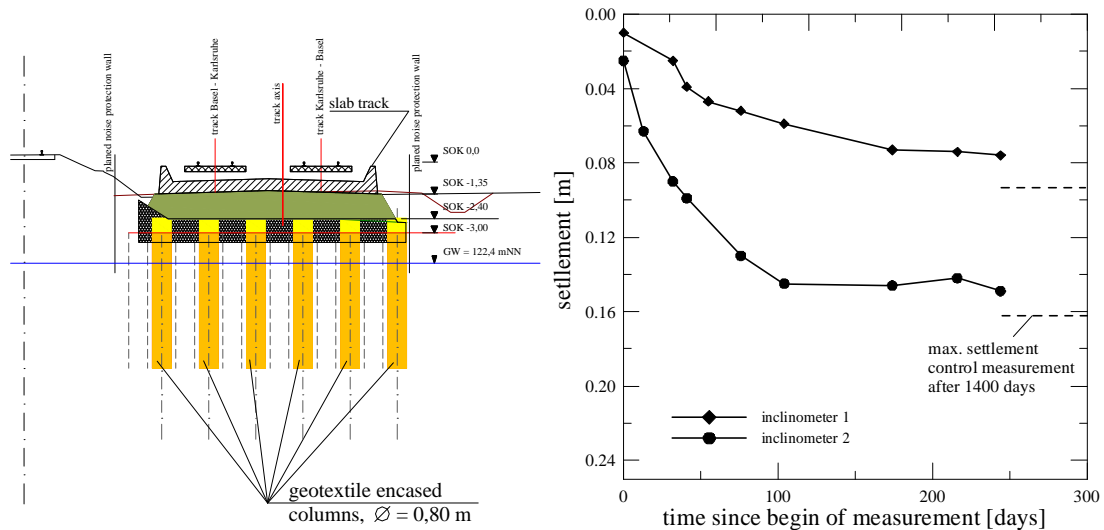 planed noise protection wall
track Basel - Karlsruhe
track axis
track Karlsruhe - Basel
planed noise protection wall
slab track
SOK 0,0
SOK -1,35
SOK -2,40
SOK -3,00
GW = 122,4 mNN
geotextile encased
columns, ∅ = 0,80 m
0.00
0.04
0.08
0.12
0.16
0.20
0.24
setllement [m]
max. settlement
control measurement
after 1400 days
inclinometer 1
inclinometer 2
0 100 200 300
time since begin of measurement [days]